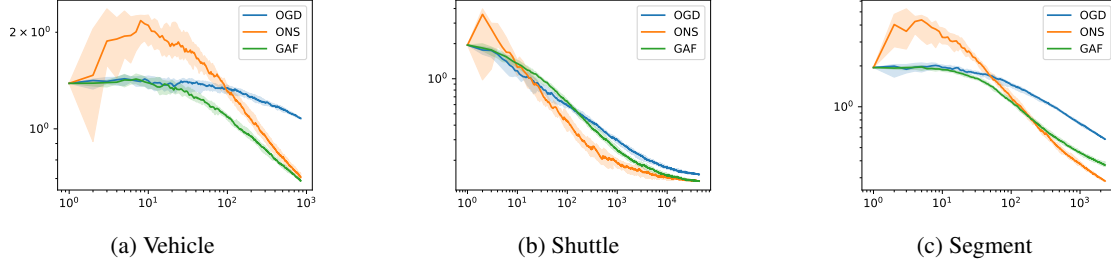 2 × 10⁰
10⁰
OGD
ONS
GAF
10⁰ 10¹ 10² 10³
(a) Vehicle
10⁰
OGD
ONS
GAF
10⁰ 10¹ 10² 10³ 10⁴
(b) Shuttle
10⁰
OGD
ONS
GAF
10⁰ 10¹ 10² 10³
(c) Segment